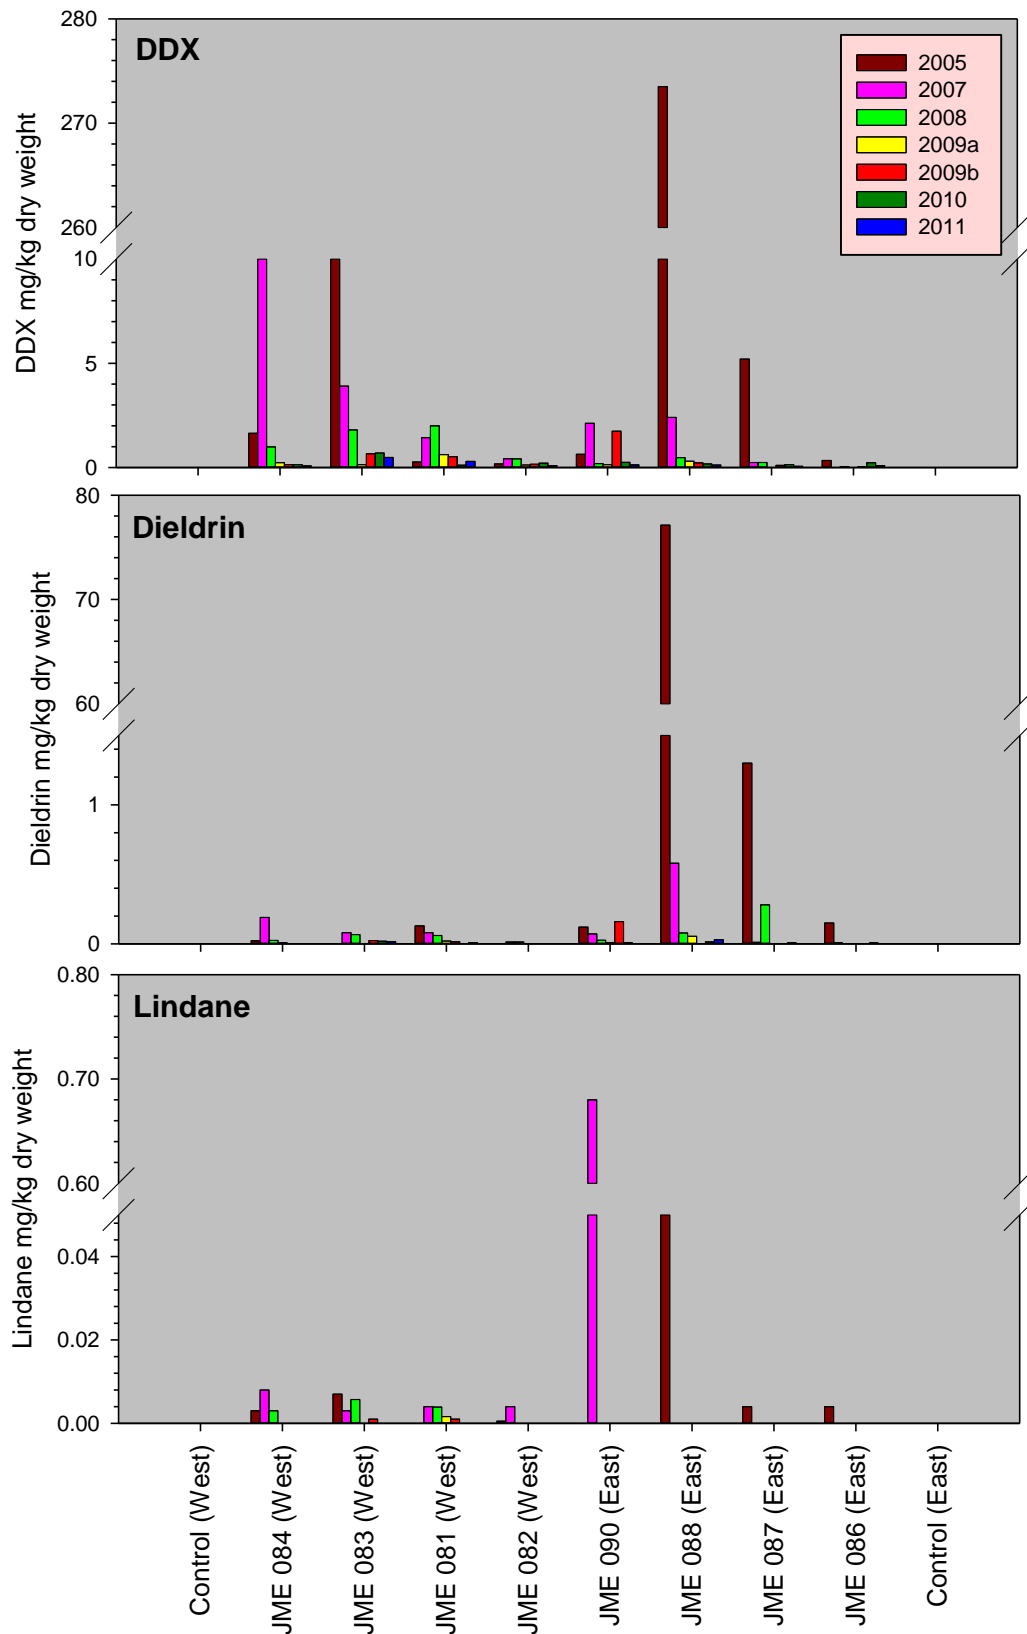 DDX
DDX mg/kg dry weight
280
270
260
10
5
0
2005
2007
2008
2009a
2009b
2010
2011
Dieldrin
Dieldrin mg/kg dry weight
80
70
60
1
0
Lindane
Lindane mg/kg dry weight
0.80
0.70
0.60
0.04
0.02
0.00
Control (West)
JME 084 (West)
JME 083 (West)
JME 081 (West)
JME 082 (West)
JME 090 (East)
JME 088 (East)
JME 087 (East)
JME 086 (East)
Control (East)